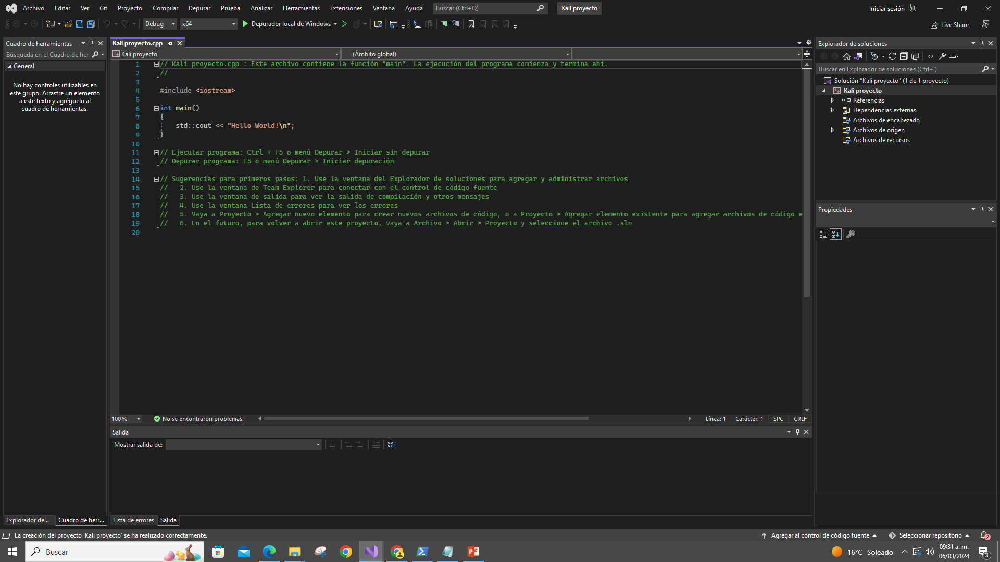 Archivo Editar Ver Git Proyecto Compilar Depurar Prueba Analizar Herramientas Extensiones Ventana Ayuda Buscar (Ctrl+Q) Kali proyecto Iniciar sesión
Debug x64 Depurador local de Windows Live Share
Cuadro de herramientas
Búsqueda en el Cuadro de her
General
No hay controles utilizables en
este grupo. Arrastre un elemento
a este texto y agréguelo al
cuadro de herramientas.
Kali proyecto.cpp
Kali proyecto (Ámbito global)
1 // Kali proyecto.cpp : Este archivo contiene la función "main". La ejecución del programa comienza y termina ahí.
2 //
3
4 #include <iostream>
5
6 int main()
7 {
8 std::cout << "Hello World!\n";
9 }
10
11 // Ejecutar programa: Ctrl + F5 o menú Depurar > Iniciar sin depurar
12 // Depurar programa: F5 o menú Depurar > Iniciar depuración
13
14 // Sugerencias para primeros pasos: 1. Use la ventana del Explorador de soluciones para agregar y administrar archivos
15 // 2. Use la ventana de Team Explorer para conectar con el control de código fuente
16 // 3. Use la ventana de salida para ver la salida de compilación y otros mensajes
17 // 4. Use la ventana Lista de errores para ver los errores
18 // 5. Vaya a Proyecto > Agregar nuevo elemento para crear nuevos archivos de código, o a Proyecto > Agregar elemento existente para agregar archivos de código e
19 // 6. En el futuro, para volver a abrir este proyecto, vaya a Archivo > Abrir > Proyecto y seleccione el archivo .sln
20
100 % No se encontraron problemas. Línea: 1 Carácter: 1 SPC CRLF
Salida
Mostrar salida de:
Explorador de soluciones
Buscar en Explorador de soluciones (Ctrl+´)
Solución "Kali proyecto" (1 de 1 proyecto)
Kali proyecto
Referencias
Dependencias externas
Archivos de encabezado
Archivos de origen
Archivos de recursos
Propiedades
Explorador de... Cuadro de herr... Lista de errores Salida
La creación del proyecto 'Kali proyecto' se ha realizado correctamente. Agregar al control de código fuente Seleccionar repositorio 2
Buscar 16°C Soleado 09:31 a. m.
06/03/2024 3